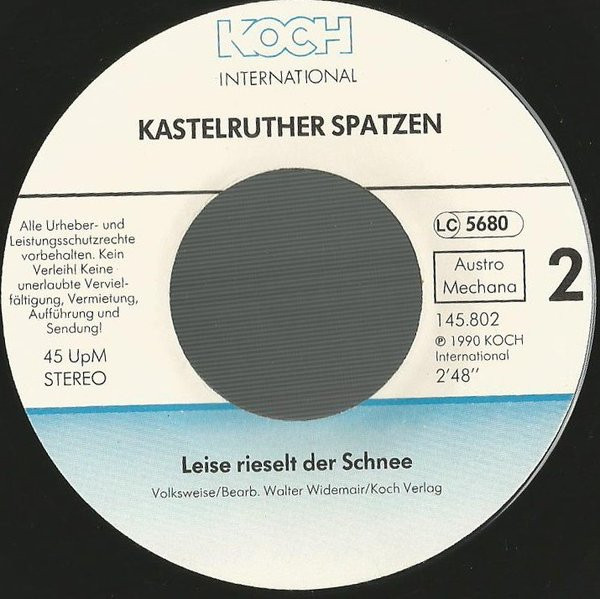 KOCH
INTERNATIONAL
KASTELRUTHER SPATZEN
Alle Urheber- und
Leistungsschutzrechte
vorbehalten. Kein
Verleih! Keine
unerlaubte Verviel-
fältigung, Vermietung,
Aufführung und
Sendung!
45 UpM
STEREO
LC 5680
Austro
Mechana
2
145.802
℗ 1990 KOCH
International
2'48"
Leise rieselt der Schnee
Volksweise/Bearb. Walter Widemair/Koch Verlag